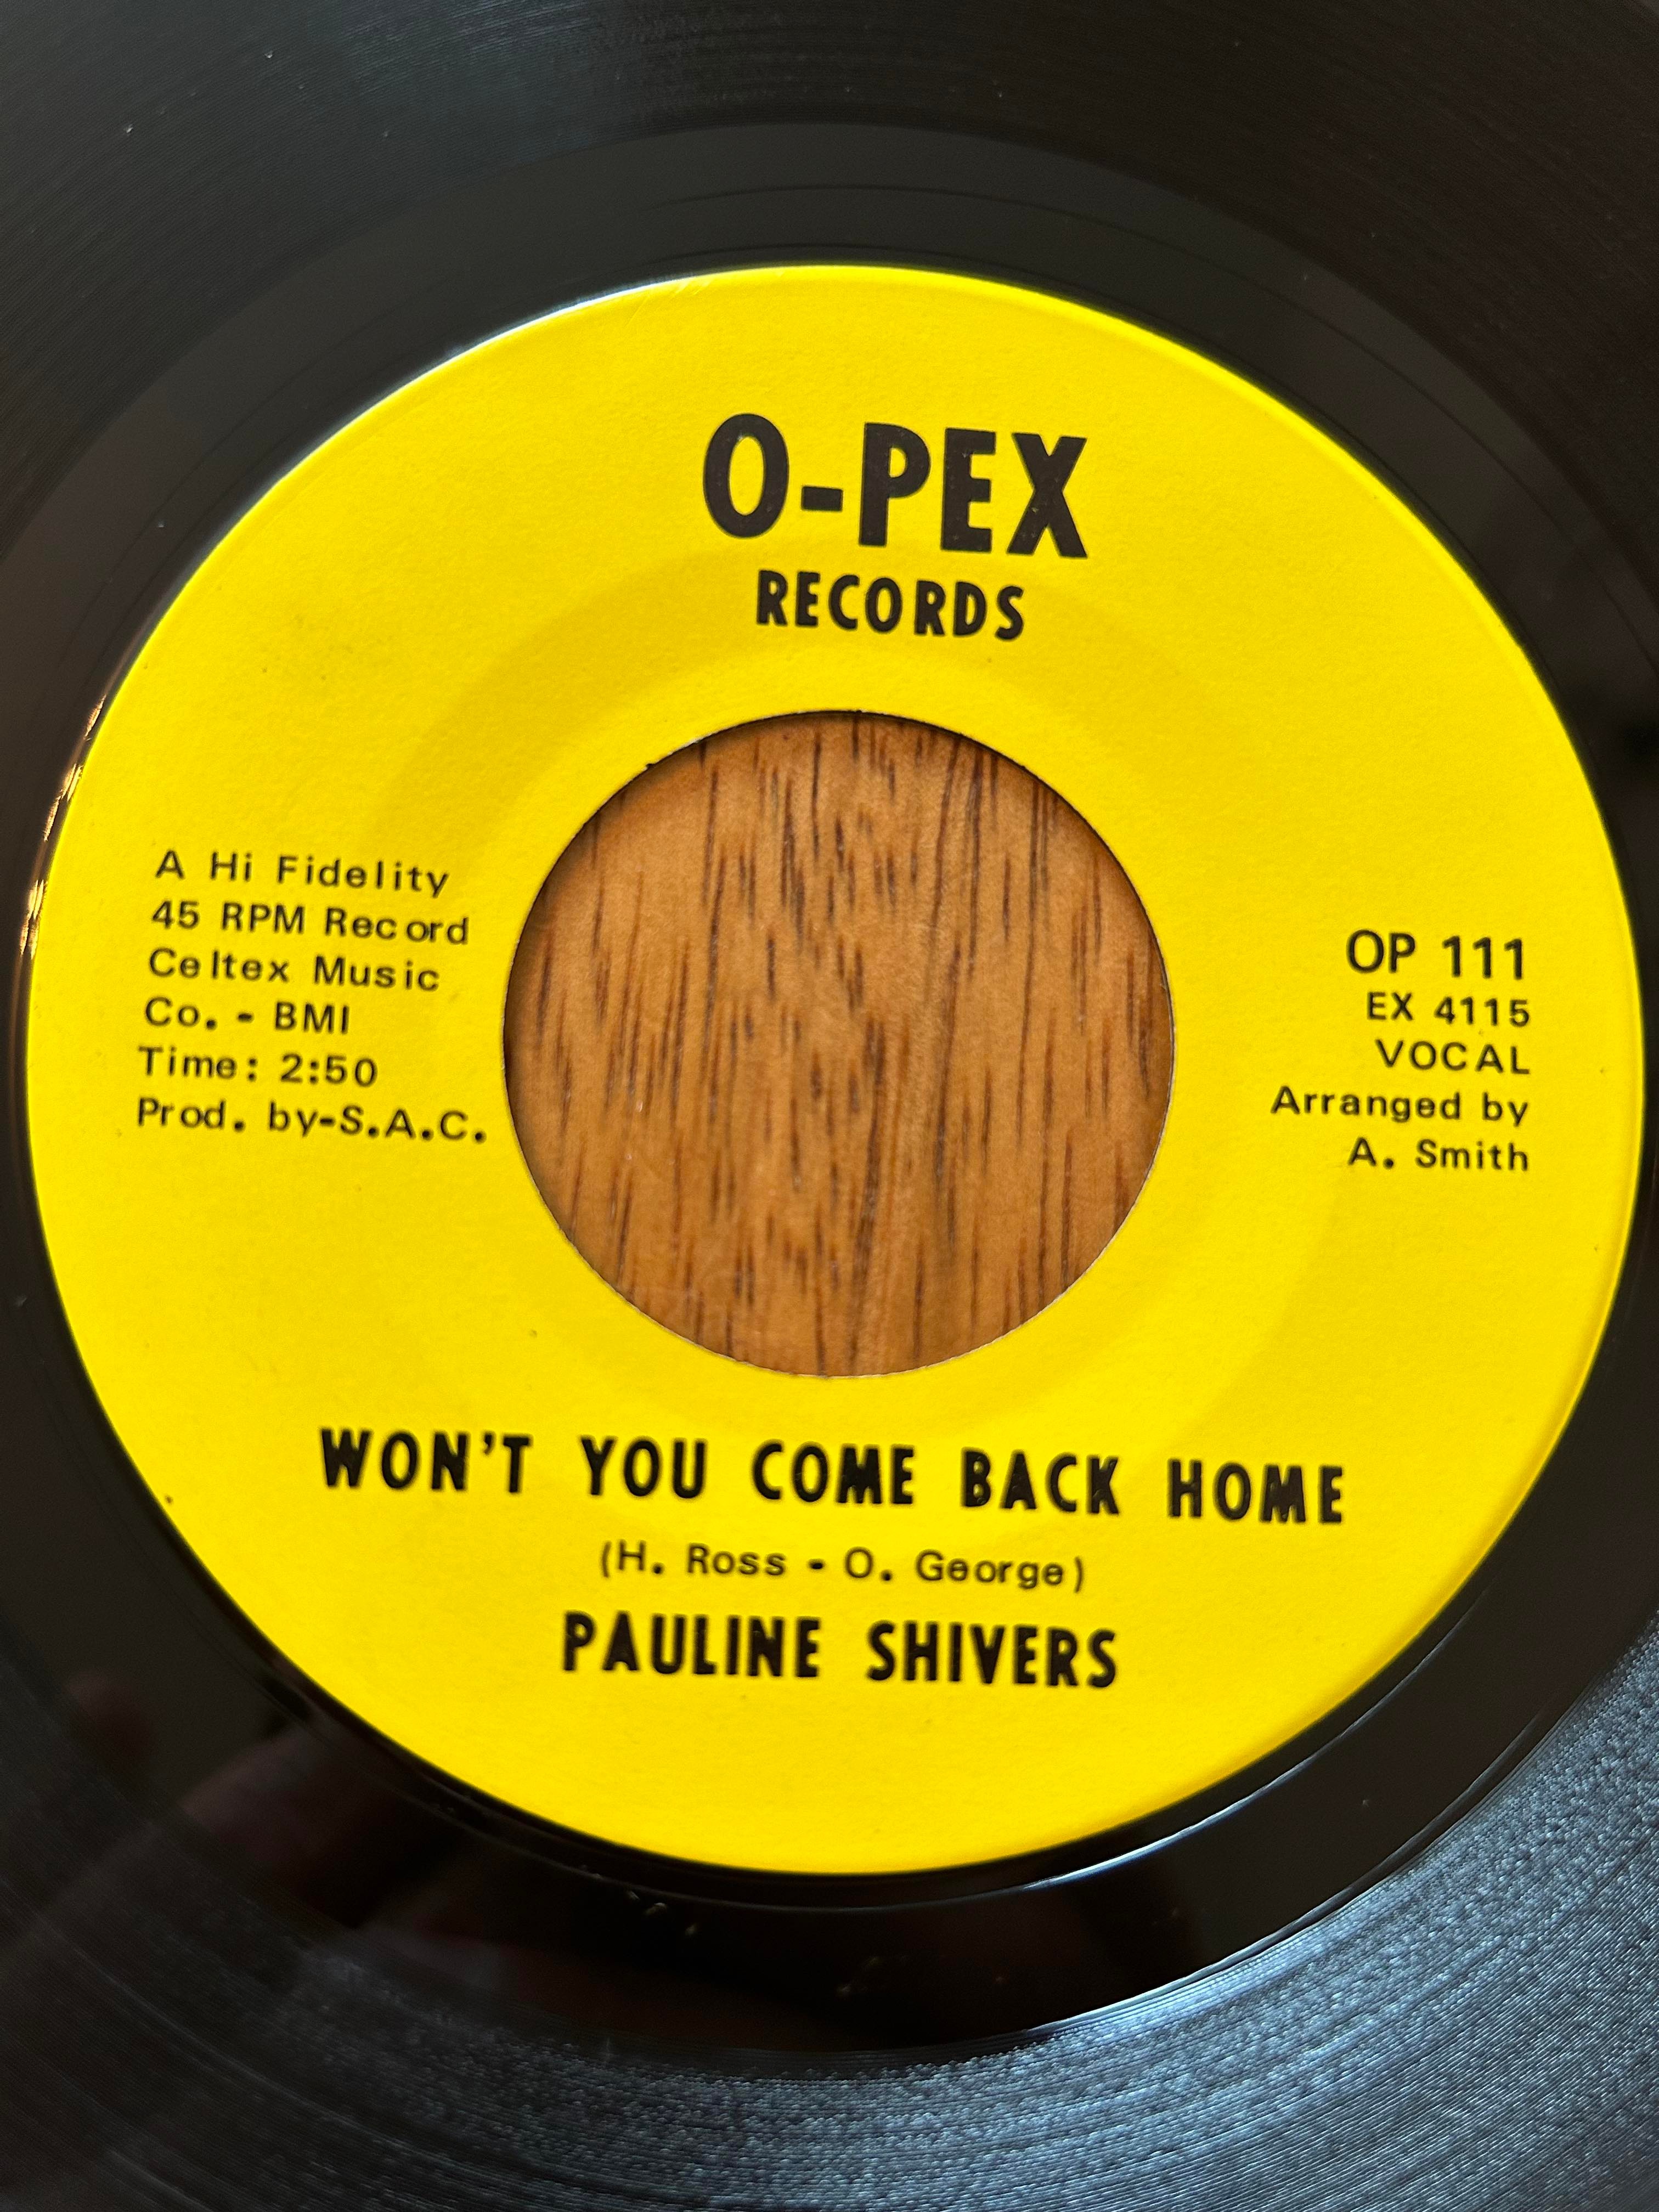 O-PEX
RECORDS
A Hi Fidelity
45 RPM Record
Celtex Music
Co. - BMI
Time: 2:50
Prod. by-S.A.C.
OP 111
EX 4115
VOCAL
Arranged by
A. Smith
WON'T YOU COME BACK HOME
(H. Ross - O. George)
PAULINE SHIVERS